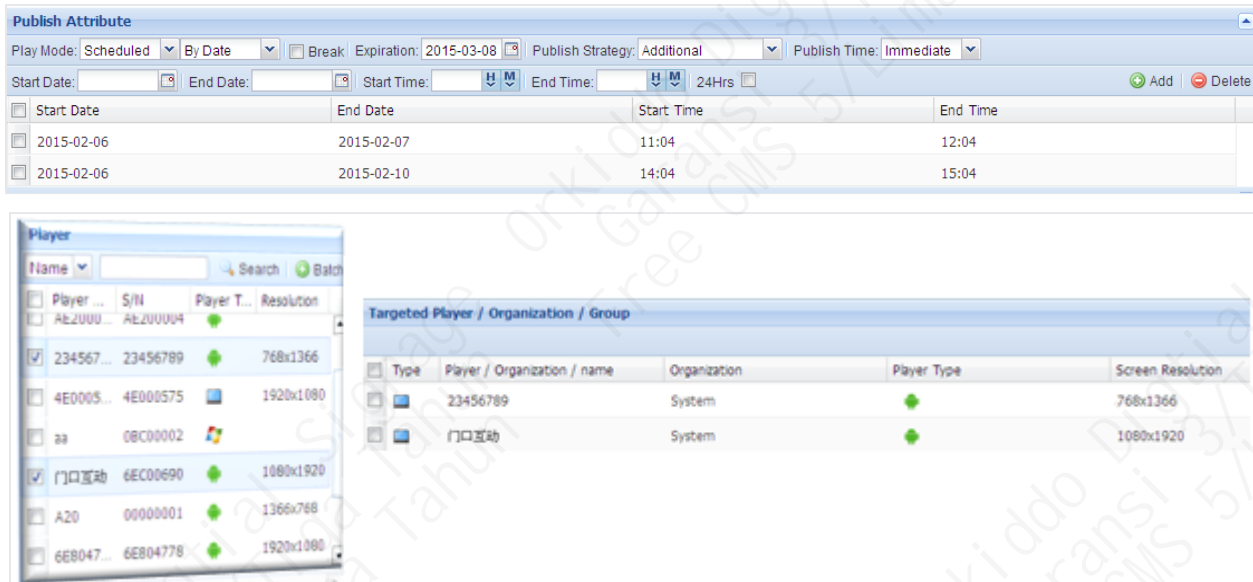 Publish Attribute
Play Mode: Scheduled By Date Break Expiration: 2015-03-08 Publish Strategy: Additional Publish Time: Immediate
Start Date: End Date: Start Time: H M End Time: H M 24Hrs Add Delete
Start Date End Date Start Time End Time
2015-02-06 2015-02-07 11:04 12:04
2015-02-06 2015-02-10 14:04 15:04
Player
Name Search Batch
Player ... S/N Player T... Resolution
AE2000... AE200004
234567... 23456789 768x1366
4E0005... 4E000575 1920x1080
aa 0BC00002
门口互动 6EC00690 1080x1920
A20 00000001 1366x768
6E8047... 6E804778 1920x1080
Targeted Player / Organization / Group
Type Player / Organization / name Organization Player Type Screen Resolution
23456789 System 768x1366
门口互动 System 1080x1920